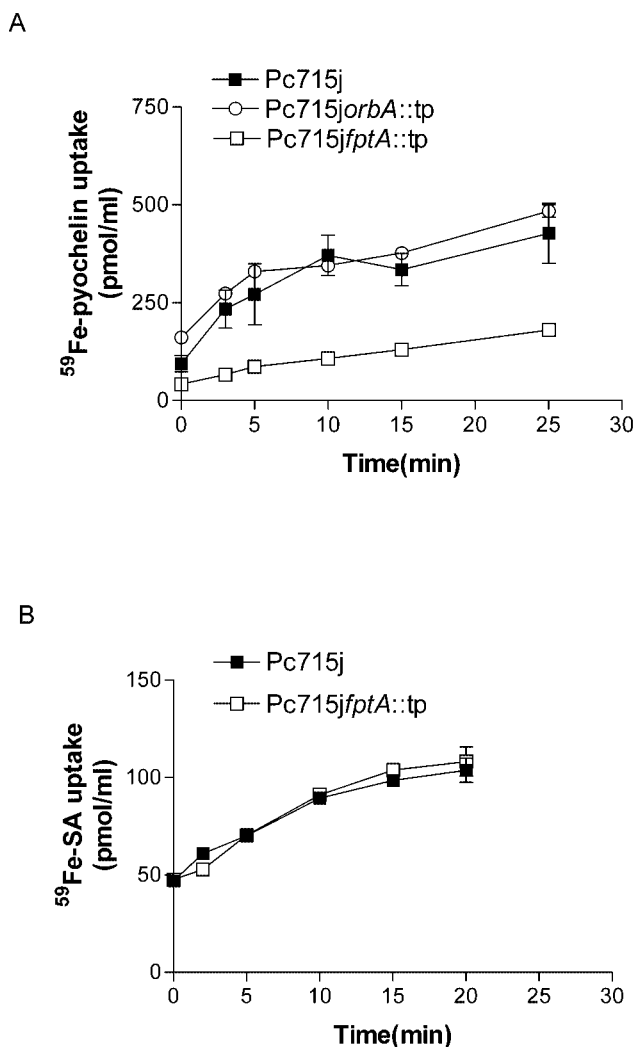 A
Pc715j
Pc715jorbA::tp
Pc715jfptA::tp
750
500
250
0
59Fe-pyochelin uptake
(pmol/ml)
0 5 10 15 20 25 30
Time(min)
B
Pc715j
Pc715jfptA::tp
150
100
50
0
59Fe-SA uptake
(pmol/ml)
0 5 10 15 20 25 30
Time(min)